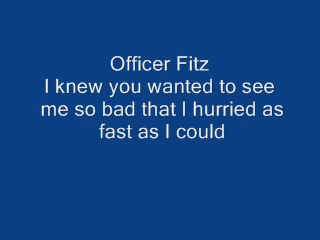 Officer Fitz
I knew you wanted to see
me so bad that I hurried as
fast as I could